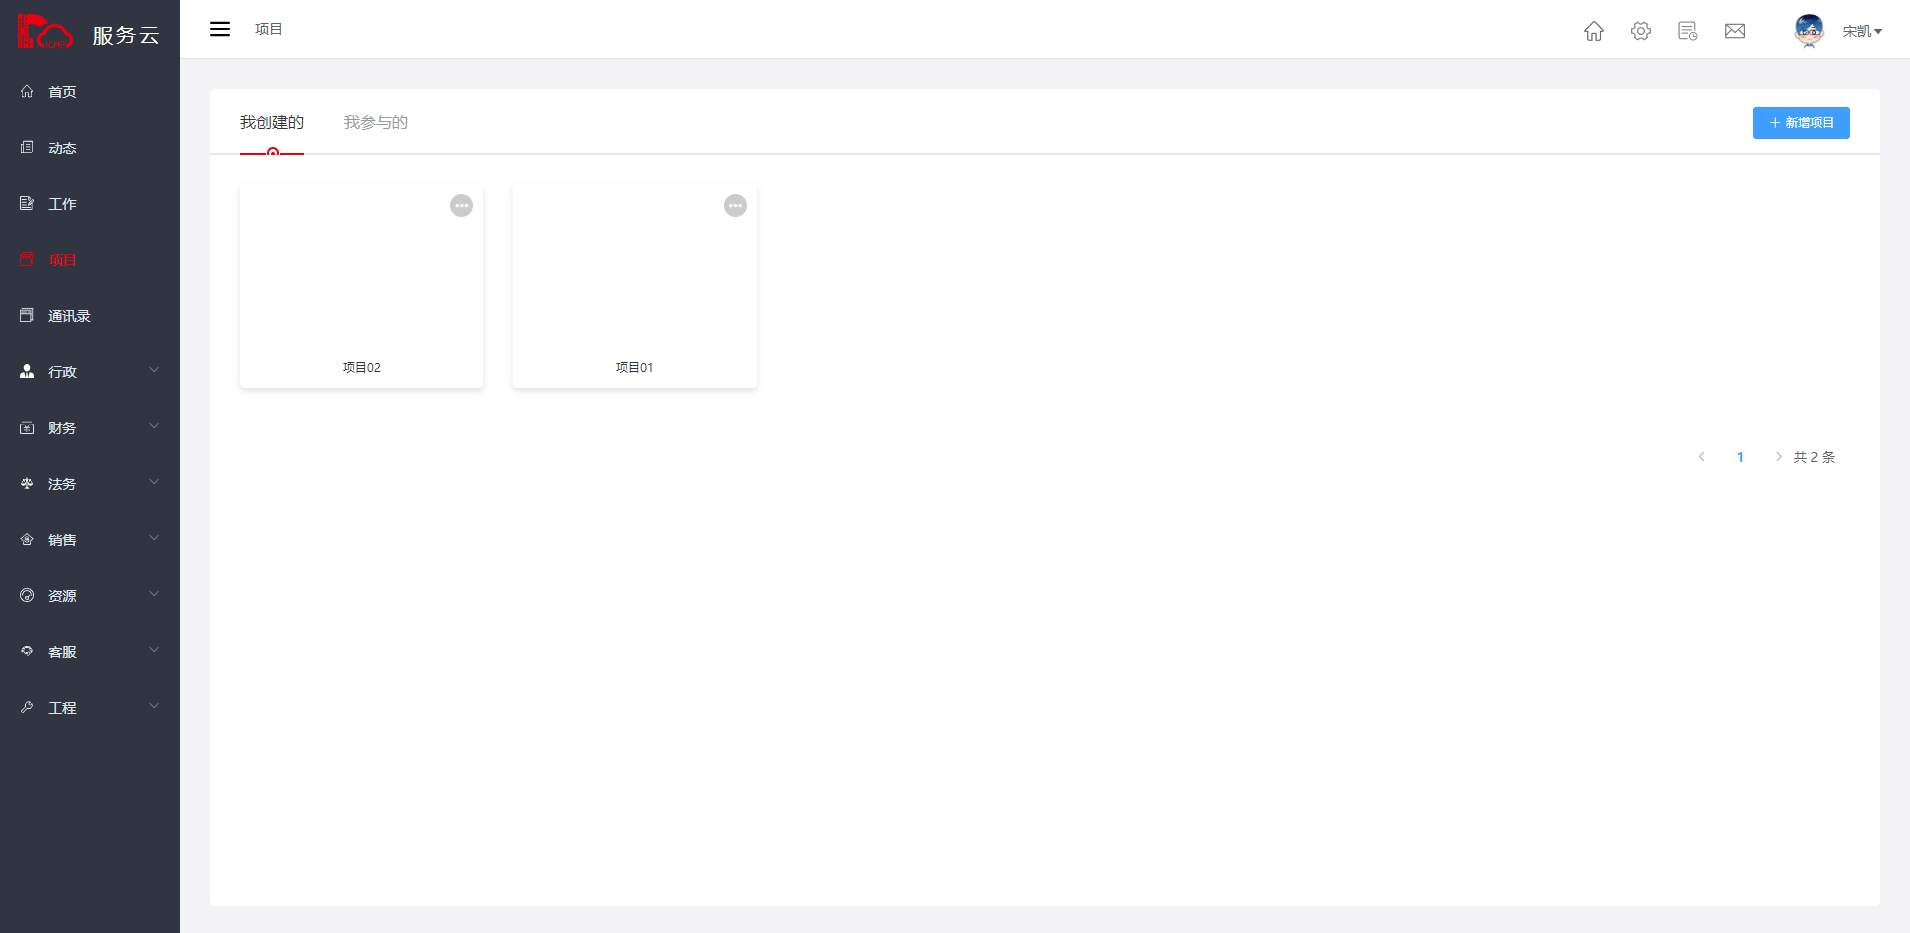 服务云
项目
宋凯
首页
动态
工作
项目
通讯录
行政
财务
法务
销售
资源
客服
工程
我创建的
我参与的
新增项目
项目02
项目01
1
共 2 条